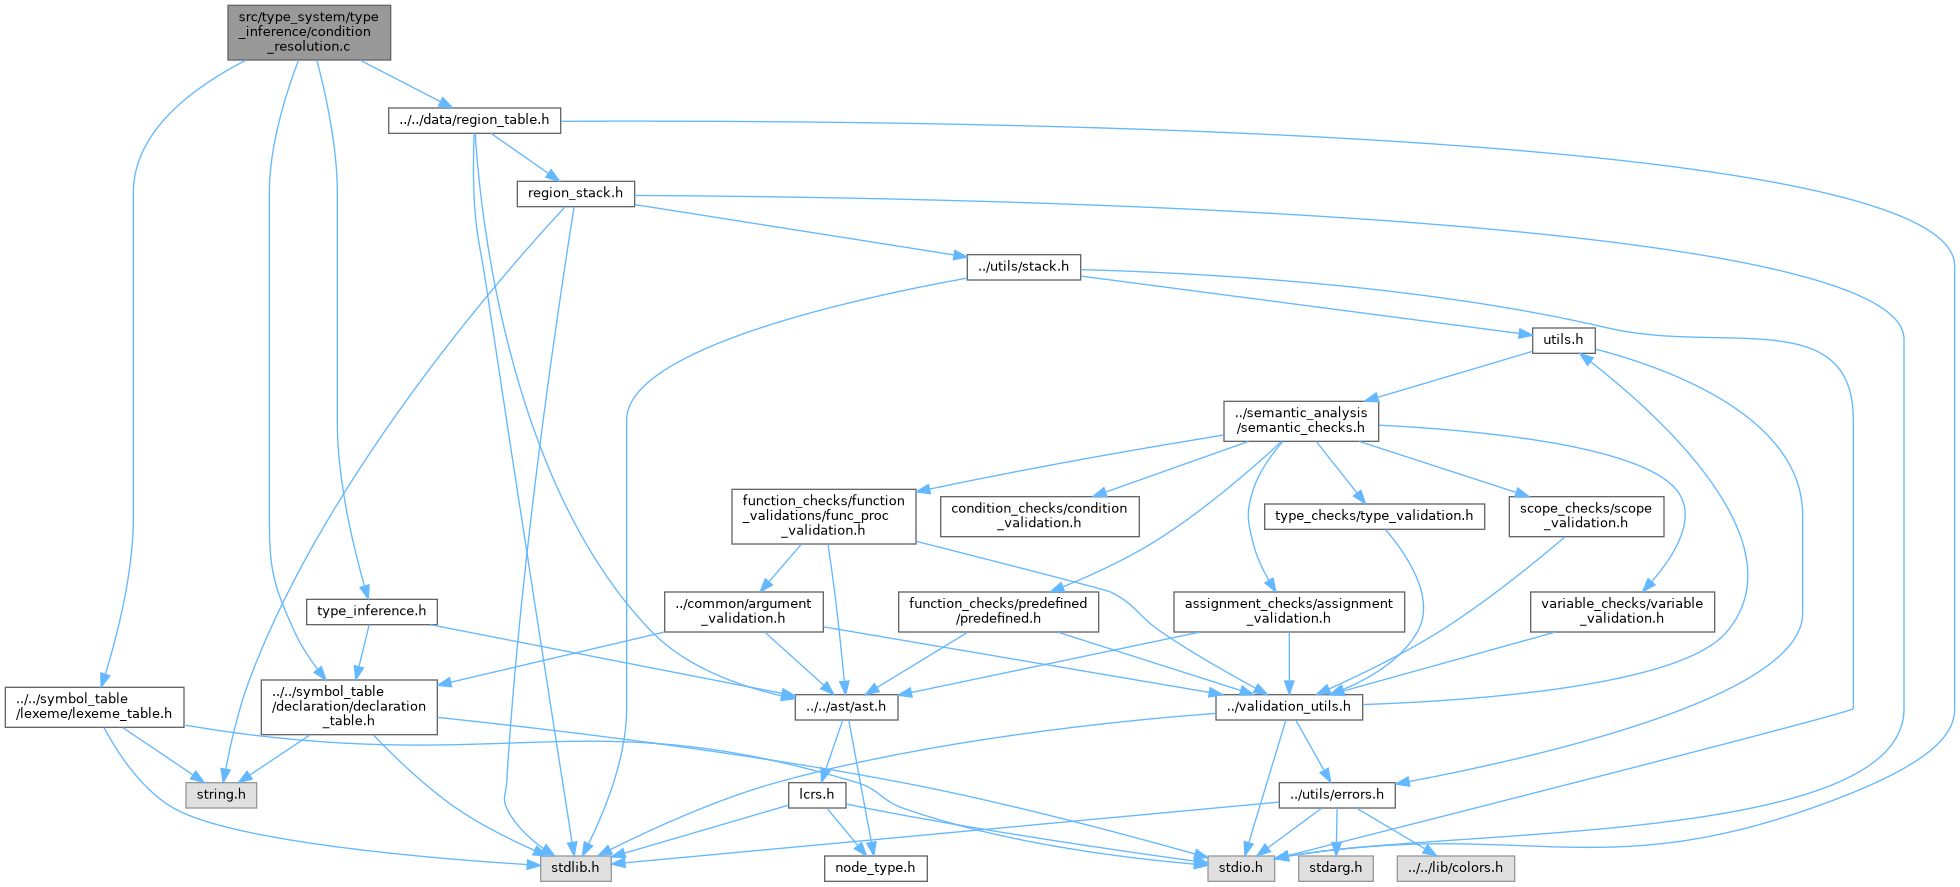 src/type_system/type
_inference/condition
_resolution.c
../../data/region_table.h
region_stack.h
../utils/stack.h
utils.h
../semantic_analysis
/semantic_checks.h
function_checks/function
_validations/func_proc
_validation.h
condition_checks/condition
_validation.h
type_checks/type_validation.h
scope_checks/scope
_validation.h
type_inference.h
../common/argument
_validation.h
function_checks/predefined
/predefined.h
assignment_checks/assignment
_validation.h
variable_checks/variable
_validation.h
../../symbol_table
/lexeme/lexeme_table.h
../../symbol_table
/declaration/declaration
_table.h
../../ast/ast.h
../validation_utils.h
string.h
lcrs.h
../utils/errors.h
stdlib.h
node_type.h
stdio.h
stdarg.h
../../lib/colors.h